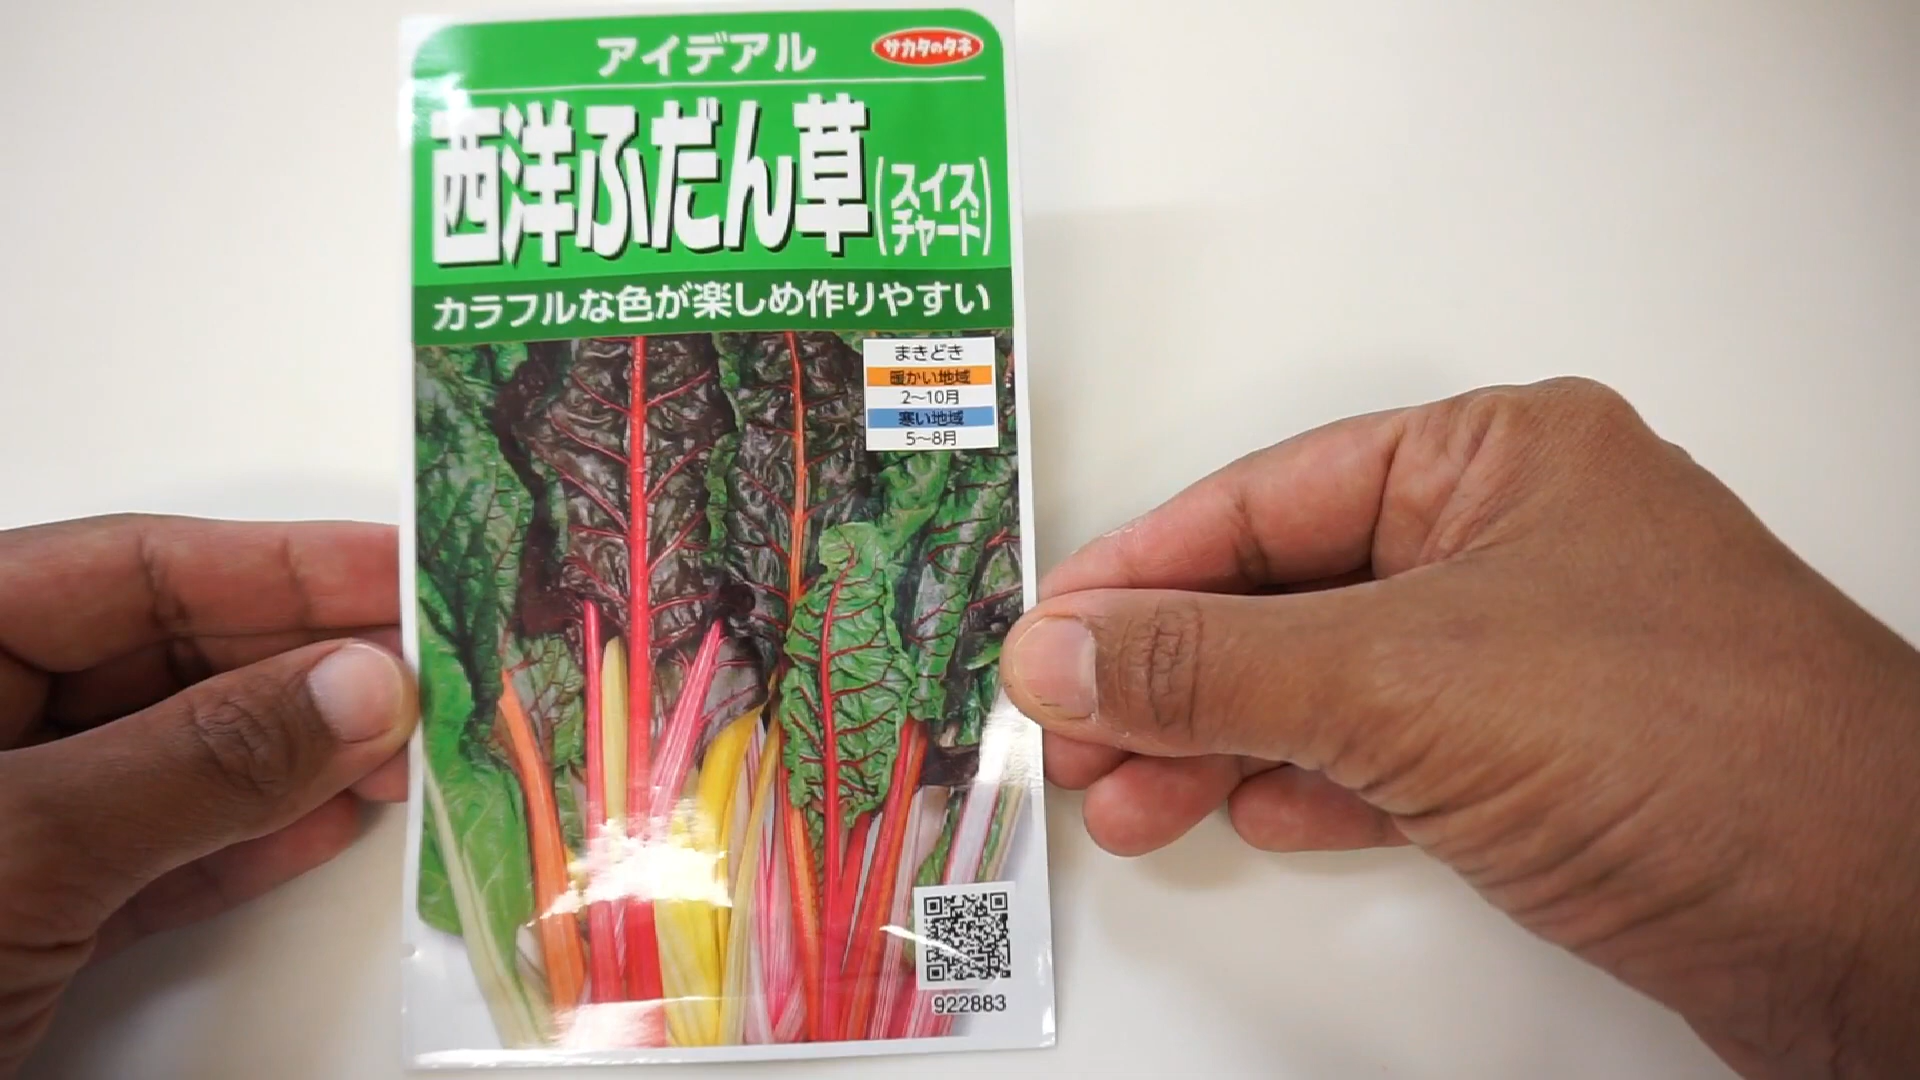 アイデアル
サカタのタネ
西洋ふだん草(スイスチャード)
カラフルな色が楽しめ作りやすい
まきどき
暖かい地域
2〜10月
寒い地域
5〜8月
922883